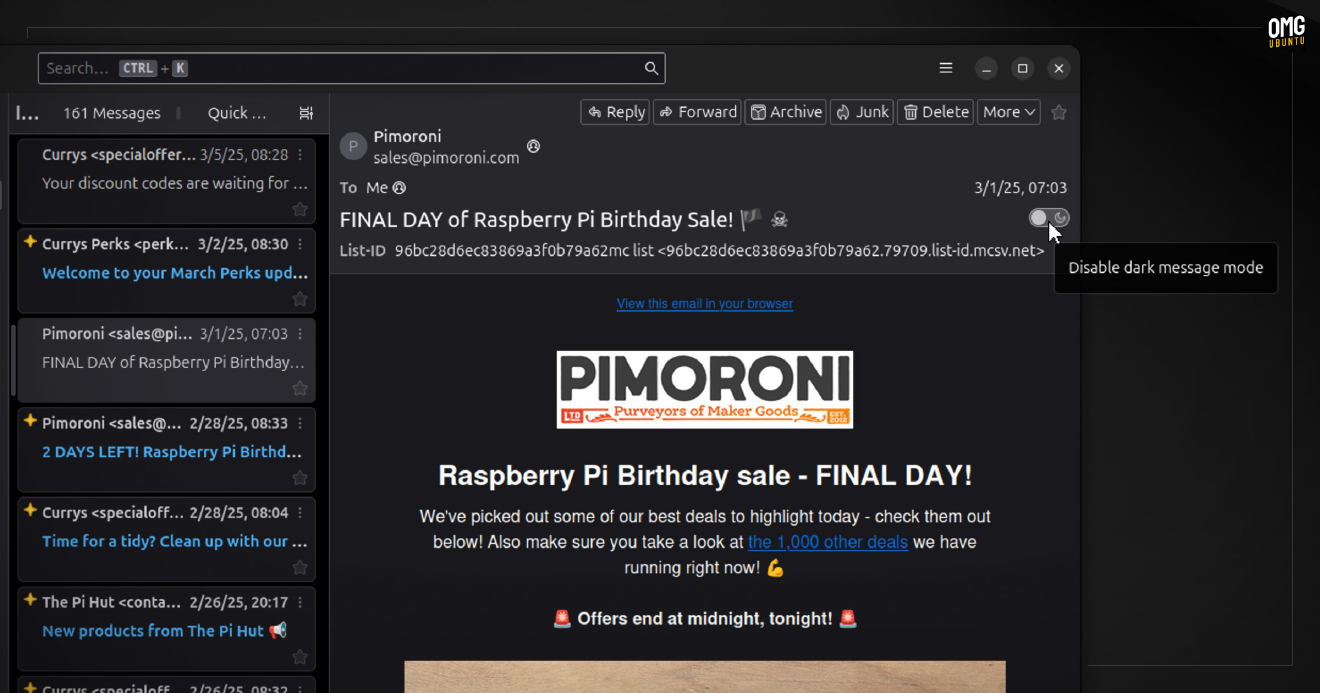 OMG
UBUNTU
Search... CTRL + K
I... 161 Messages Quick ...
Reply Forward Archive Junk Delete More
Currys <specialoffer... 3/5/25, 08:28
Your discount codes are waiting for ...
Currys Perks <perk... 3/2/25, 08:30
Welcome to your March Perks upd...
Pimoroni <sales@pi... 3/1/25, 07:03
FINAL DAY of Raspberry Pi Birthday...
Pimoroni <sales@... 2/28/25, 08:33
2 DAYS LEFT! Raspberry Pi Birthd...
Currys <specialoff... 2/28/25, 08:04
Time for a tidy? Clean up with our ...
The Pi Hut <conta... 2/26/25, 20:17
New products from The Pi Hut 📢
Currys <specialoff... 2/26/25, 08:32
P
Pimoroni
sales@pimoroni.com
To Me 3/1/25, 07:03
FINAL DAY of Raspberry Pi Birthday Sale! 🏴 ☠
List-ID 96bc28d6ec83869a3f0b79a62mc list <96bc28d6ec83869a3f0b79a62.79709.list-id.mcsv.net>
Disable dark message mode
View this email in your browser
PIMORONI
LTD Purveyors of Maker Goods EST. 2012
Raspberry Pi Birthday sale - FINAL DAY!
We've picked out some of our best deals to highlight today - check them out
below! Also make sure you take a look at the 1,000 other deals we have
running right now! 💪
🚨 Offers end at midnight, tonight! 🚨